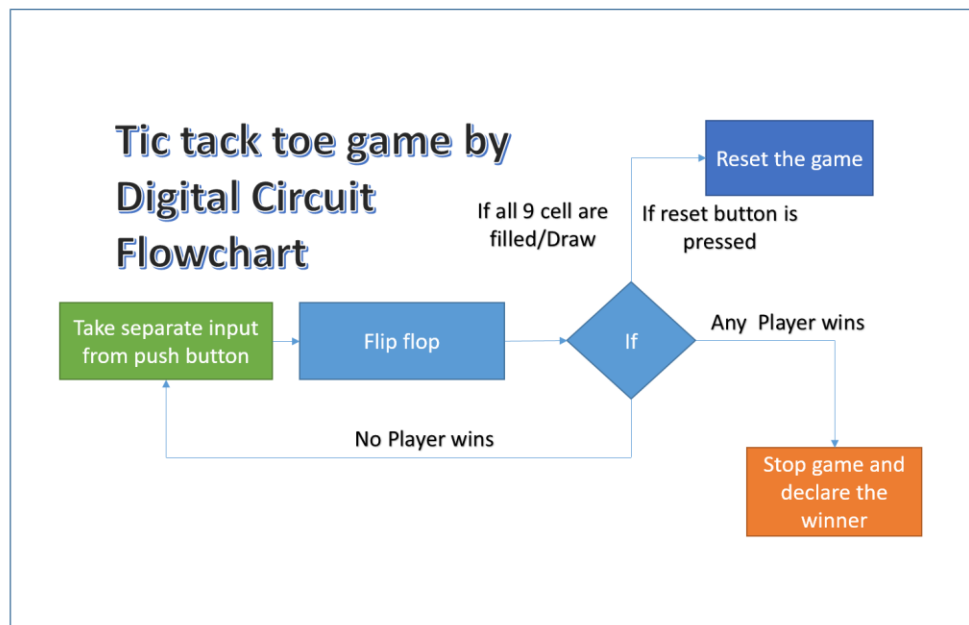 Tic tack toe game by
Digital Circuit
Flowchart
Reset the game
If all 9 cell are
filled/Draw
If reset button is
pressed
Take separate input
from push button
Flip flop
If
Any Player wins
No Player wins
Stop game and
declare the
winner